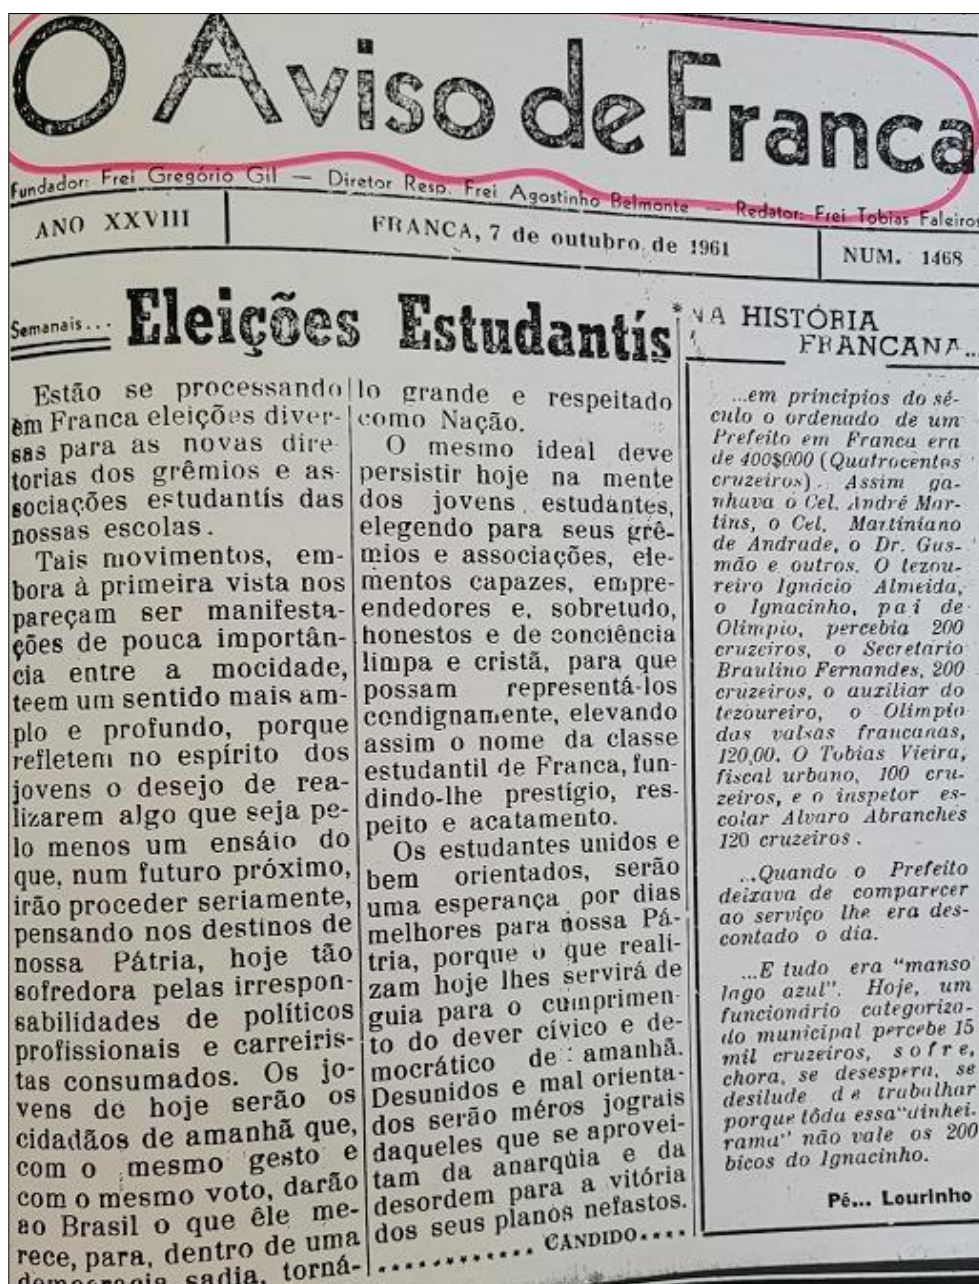 O Aviso de Franca
Fundador: Frei Gregório Gil — Diretor Resp. Frei Agostinho Belmonte — Redator: Frei Tobias Faleiros
ANO XXVIII
FRANCA, 7 de outubro de 1961
NUM. 1468
Semanais...
Eleições Estudantís
Estão se processando
em Franca eleições diver-
sas para as novas dire-
torias dos grêmios e as-
sociações estudantís das
nossas escolas.
Tais movimentos, em-
bora à primeira vista nos
pareçam ser manifesta-
ções de pouca importân-
cia entre a mocidade,
teem um sentido mais am-
plo e profundo, porque
refletem no espírito dos
jovens o desejo de rea-
lizarem algo que seja pe-
lo menos um ensáio do
que, num futuro próximo,
irão proceder seriamente,
pensando nos destinos de
nossa Pátria, hoje tão
sofredora pelas irrespon-
sabilidades de políticos
profissionais e carreiris-
tas consumados. Os jo-
vens de hoje serão os
cidadãos de amanhã que,
com o mesmo gesto e
com o mesmo voto, darão
ao Brasil o que êle me-
rece, para, dentro de uma
democracia sadia, torná-
lo grande e respeitado
como Nação.
O mesmo ideal deve
persistir hoje na mente
dos jovens estudantes,
elegendo para seus grê-
mios e associações, ele-
mentos capazes, empre-
endedores e, sobretudo,
honestos e de conciência
limpa e cristã, para que
possam representá-los
condignamente, elevando
assim o nome da classe
estudantil de Franca, fun-
dindo-lhe prestígio, res-
peito e acatamento.
Os estudantes unidos e
bem orientados, serão
uma esperança por dias
melhores para nossa Pá-
tria, porque o que reali-
zam hoje lhes servirá de
guia para o cumprimen-
to do dever cívico e de-
mocrático de amanhã.
Desunidos e mal orienta-
dos serão méros jograis
daqueles que se aprovei-
tam da anarqùia e da
desordem para a vitória
dos seus planos nefastos.
........... CANDIDO....
NA HISTÓRIA
FRANCANA...
...em princípios do sé-
culo o ordenado de um
Prefeito em Franca era
de 400$000 (Quatrocentos
cruzeiros). Assim ga-
nhava o Cel. André Mar-
tins, o Cel. Martiniano
de Andrade, o Dr. Gus-
mão e outros. O tezou-
reiro Ignácio Almeida,
o Ignacinho, pai de
Olimpio, percebia 200
cruzeiros, o Secretario
Braulino Fernandes, 200
cruzeiros, o auxiliar do
tezoureiro, o Olimpio
das valsas francanas,
120,00. O Tobias Vieira,
fiscal urbano, 100 cru-
zeiros, e o inspetor es-
colar Alvaro Abranches
120 cruzeiros.
...Quando o Prefeito
deixava de comparecer
ao serviço lhe era des-
contado o dia.
...E tudo era "manso
lago azul". Hoje, um
funcionário categoriza-
do municipal percebe 15
mil cruzeiros, sofre,
chora, se desespera, se
desilude de trabalhar
porque tôda essa "dinhei-
rama" não vale os 200
bicos do Ignacinho.
Pé... Lourinho